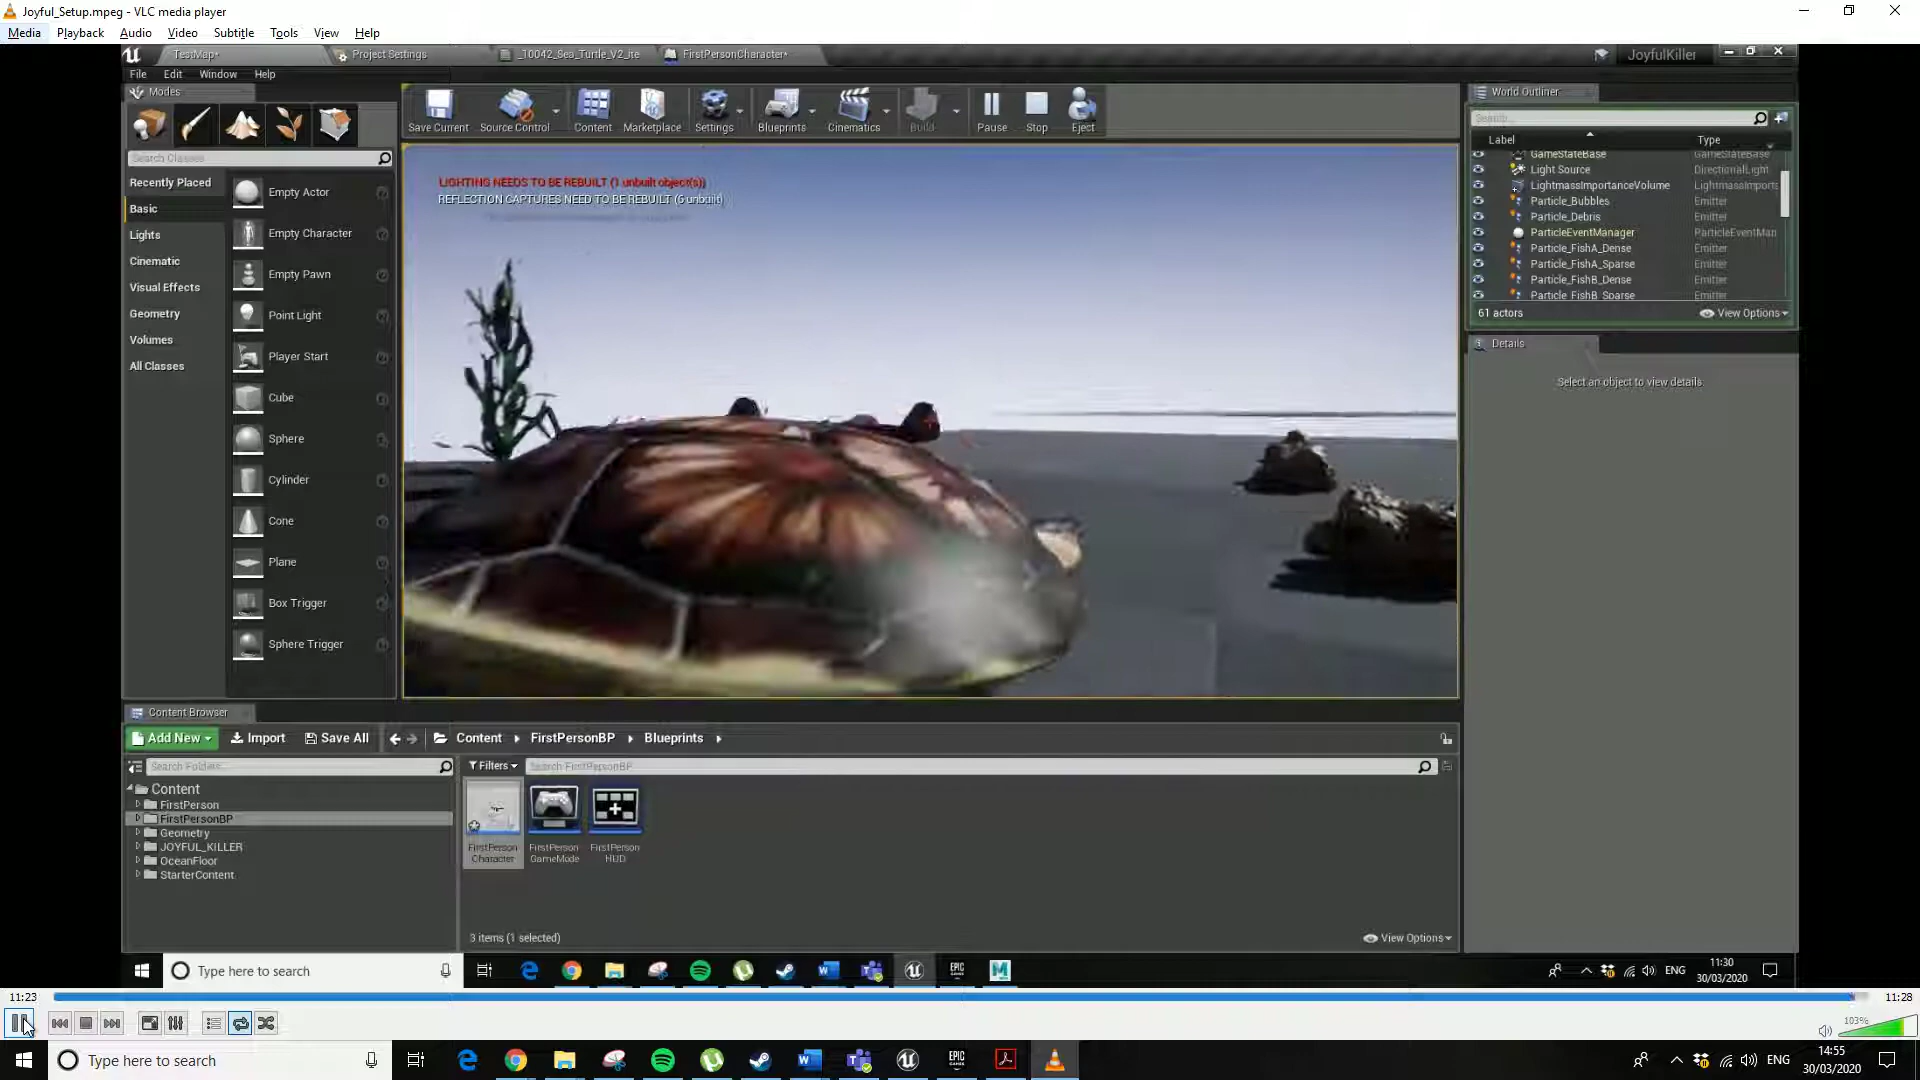 Joyful_Setup.mpeg - VLC media player
Media Playback Audio Video Subtitle Tools View Help
TestMap* Project Settings _10042_Sea_Turtle_V2_ite FirstPersonCharacter* JoyfulKiller
File Edit Window Help
Modes
Save Current Source Control Content Marketplace Settings Blueprints Cinematics Build Pause Stop Eject
World Outliner
Search Classes
Search...
Label Type
Recently Placed
Basic
Lights
Cinematic
Visual Effects
Geometry
Volumes
All Classes
Empty Actor
Empty Character
Empty Pawn
Point Light
Player Start
Cube
Sphere
Cylinder
Cone
Plane
Box Trigger
Sphere Trigger
LIGHTING NEEDS TO BE REBUILT (1 unbuilt object(s))
REFLECTION CAPTURES NEED TO BE REBUILT (6 unbuilt)
GameStateBase GameStateBase
Light Source DirectionalLight
LightmassImportanceVolume LightmassImports
Particle_Bubbles Emitter
Particle_Debris Emitter
ParticleEventManager ParticleEventMan
Particle_FishA_Dense Emitter
Particle_FishA_Sparse Emitter
Particle_FishB_Dense Emitter
Particle_FishB_Sparse Emitter
61 actors View Options
Details
Select an object to view details.
Content Browser
Add New Import Save All Content FirstPersonBP Blueprints
Search Folders Filters Search FirstPersonBP
Content
FirstPerson
FirstPersonBP
Geometry
JOYFUL_KILLER
OceanFloor
StarterContent
FirstPerson Character
FirstPerson GameMode
FirstPerson HUD
3 items (1 selected) View Options
Type here to search ENG 11:30
30/03/2020
11:23 11:28
103%
Type here to search ENG 14:55
30/03/2020